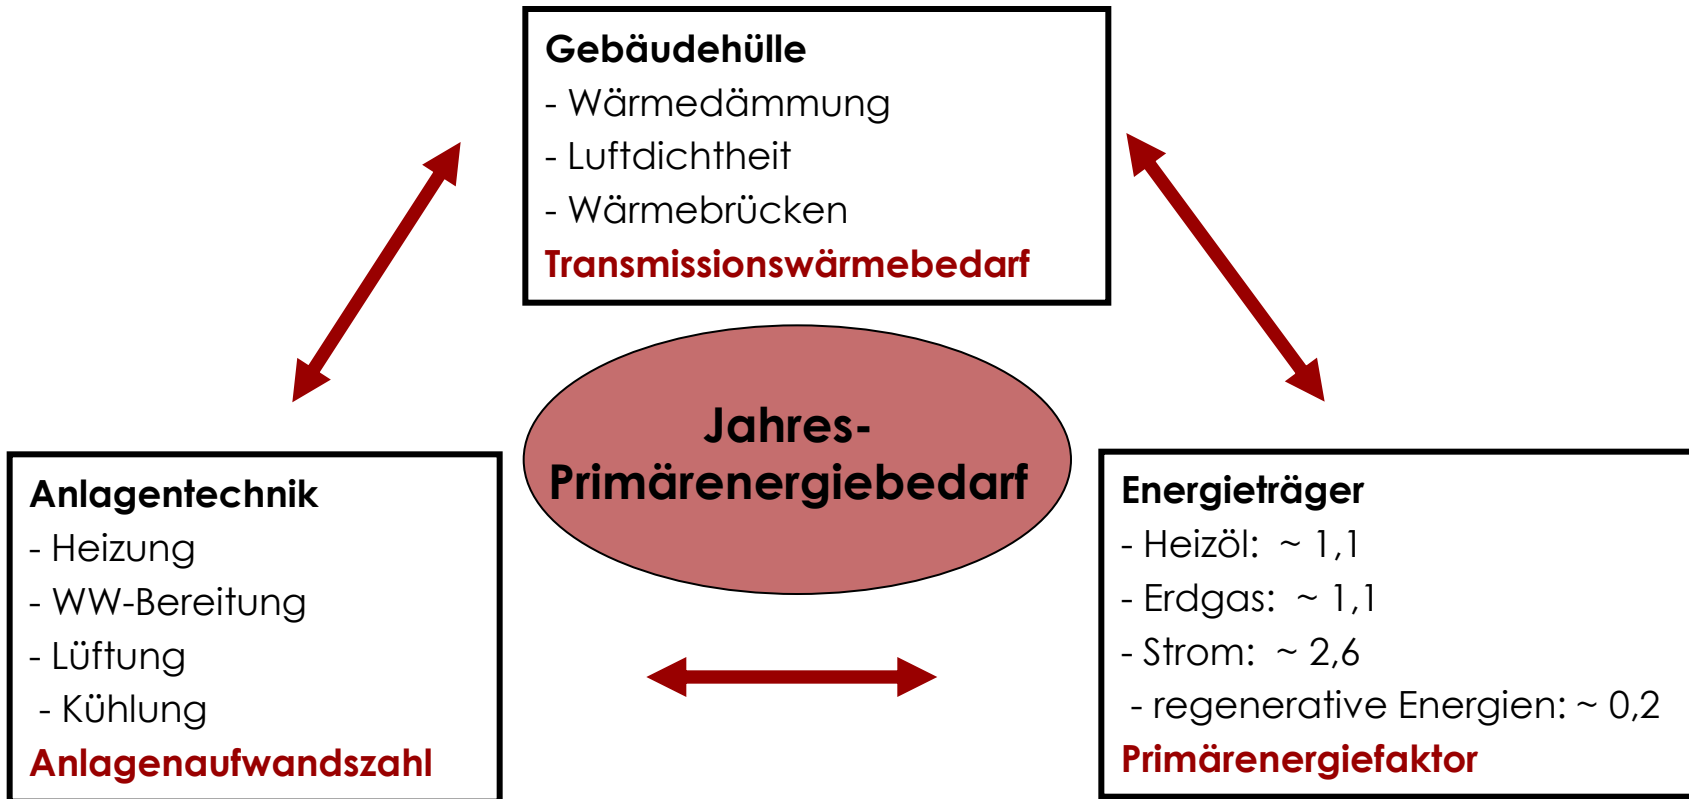 Gebäudehülle
- Wärmedämmung
- Luftdichtheit
- Wärmebrücken
Transmissionswärmebedarf
Jahres-
Primärenergiebedarf
Anlagentechnik
- Heizung
- WW-Bereitung
- Lüftung
- Kühlung
Anlagenaufwandszahl
Energieträger
- Heizöl: ~ 1,1
- Erdgas: ~ 1,1
- Strom: ~ 2,6
- regenerative Energien: ~ 0,2
Primärenergiefaktor